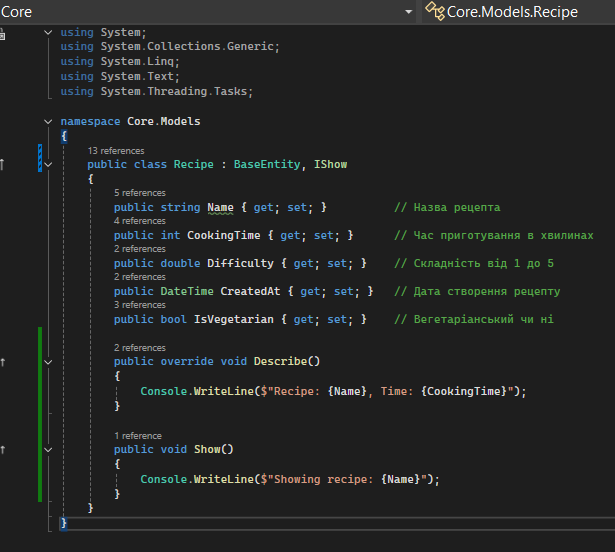 Core
Core.Models.Recipe
using System;
using System.Collections.Generic;
using System.Linq;
using System.Text;
using System.Threading.Tasks;
namespace Core.Models
{
13 references
public class Recipe : BaseEntity, IShow
{
5 references
public string Name { get; set; } // Назва рецепта
4 references
public int CookingTime { get; set; } // Час приготування в хвилинах
2 references
public double Difficulty { get; set; } // Складність від 1 до 5
2 references
public DateTime CreatedAt { get; set; } // Дата створення рецепту
3 references
public bool IsVegetarian { get; set; } // Вегетаріанський чи ні
2 references
public override void Describe()
{
Console.WriteLine($"Recipe: {Name}, Time: {CookingTime}");
}
1 reference
public void Show()
{
Console.WriteLine($"Showing recipe: {Name}");
}
}
}